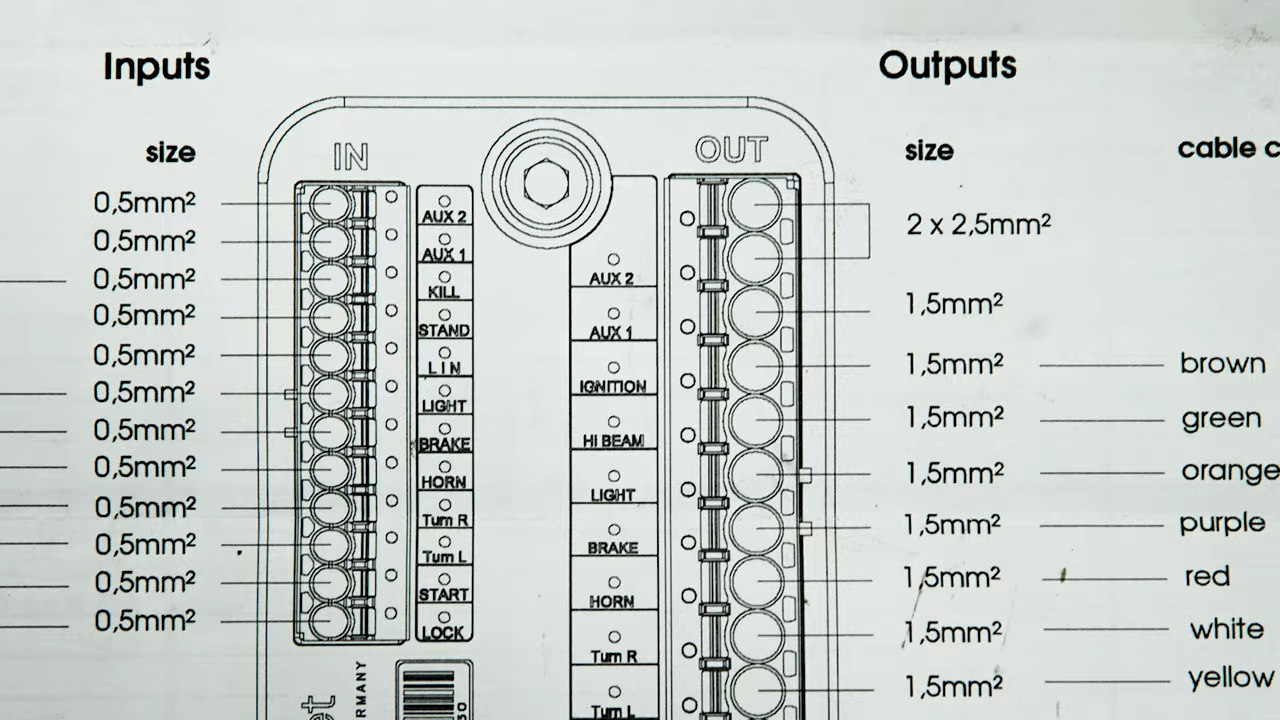 Inputs
size
0,5mm²
0,5mm²
0,5mm²
0,5mm²
0,5mm²
0,5mm²
0,5mm²
0,5mm²
0,5mm²
0,5mm²
0,5mm²
0,5mm²
IN
AUX 2
AUX 1
KILL
STAND
LIN
LIGHT
BRAKE
HORN
Turn R
Turn L
START
LOCK
OUT
AUX 2
AUX 1
IGNITION
HI BEAM
LIGHT
BRAKE
HORN
Turn R
Turn L
Outputs
size
cable c
2 x 2,5mm²
1,5mm²
1,5mm² brown
1,5mm² green
1,5mm² orange
1,5mm² purple
1,5mm² red
1,5mm² white
1,5mm² yellow